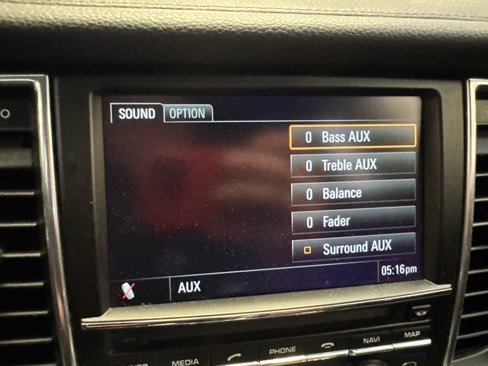 SOUND OPTION
0 Bass AUX
0 Treble AUX
0 Balance
0 Fader
Surround AUX
AUX 05:16pm
MEDIA PHONE NAVI MAP